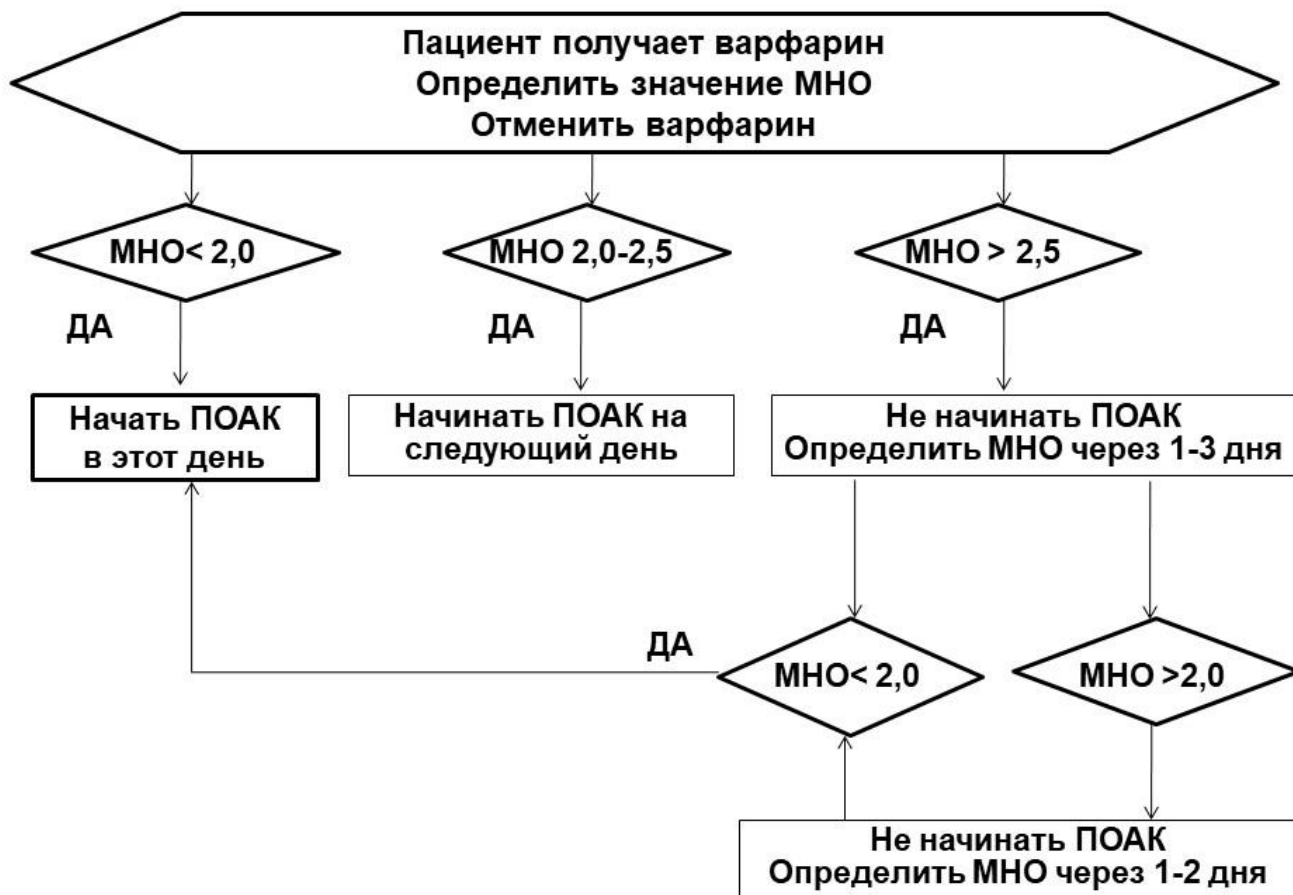 Пациент получает варфарин
Определить значение МНО
Отменить варфарин
МНО< 2,0
МНО 2,0-2,5
МНО > 2,5
ДА
ДА
ДА
Начать ПОАК
в этот день
Начинать ПОАК на
следующий день
Не начинать ПОАК
Определить МНО через 1-3 дня
ДА
МНО< 2,0
МНО >2,0
Не начинать ПОАК
Определить МНО через 1-2 дня